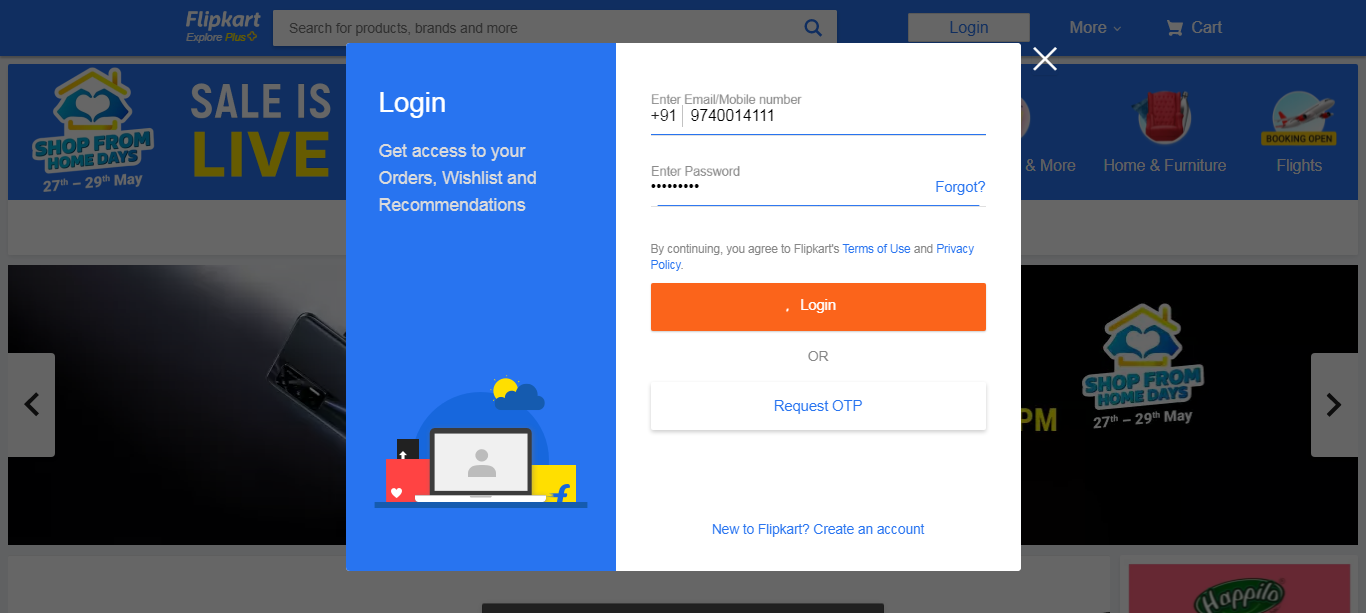 Flipkart
Explore Plus
Search for products, brands and more
Login
More
Cart
SHOP FROM
HOME DAYS
27th – 29th May
SALE IS
LIVE
& More
Home & Furniture
BOOKING OPEN
Flights
Login
Get access to your
Orders, Wishlist and
Recommendations
Enter Email/Mobile number
+91 9740014111
Enter Password
•••••••••
Forgot?
By continuing, you agree to Flipkart's Terms of Use and Privacy
Policy.
Login
OR
Request OTP
New to Flipkart? Create an account
SHOP FROM
HOME DAYS
27th – 29th May
PM
Happilo